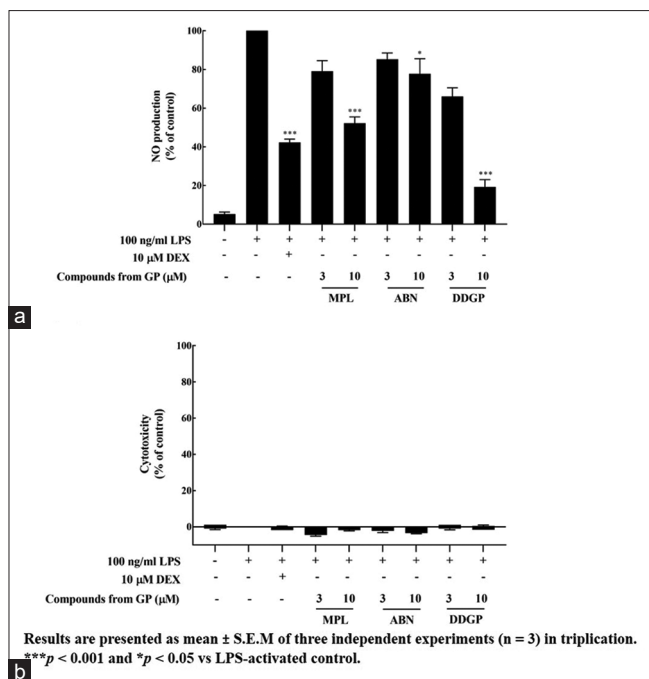 100
80
60
40
20
0
NO production
(% of control)
***
***
*
***
100 ng/ml LPS - + + + + + + + +
10 µM DEX - - + - - - - - -
Compounds from GP (µM) - - - 3 10 3 10 3 10
MPL ABN DDGP
a
100
80
60
40
20
0
Cytotoxicity
(% of control)
100 ng/ml LPS - + + + + + + + +
10 µM DEX - - + - - - - - -
Compounds from GP (µM) - - - 3 10 3 10 3 10
MPL ABN DDGP
Results are presented as mean ± S.E.M of three independent experiments (n = 3) in triplication.
***p < 0.001 and *p < 0.05 vs LPS-activated control.
b